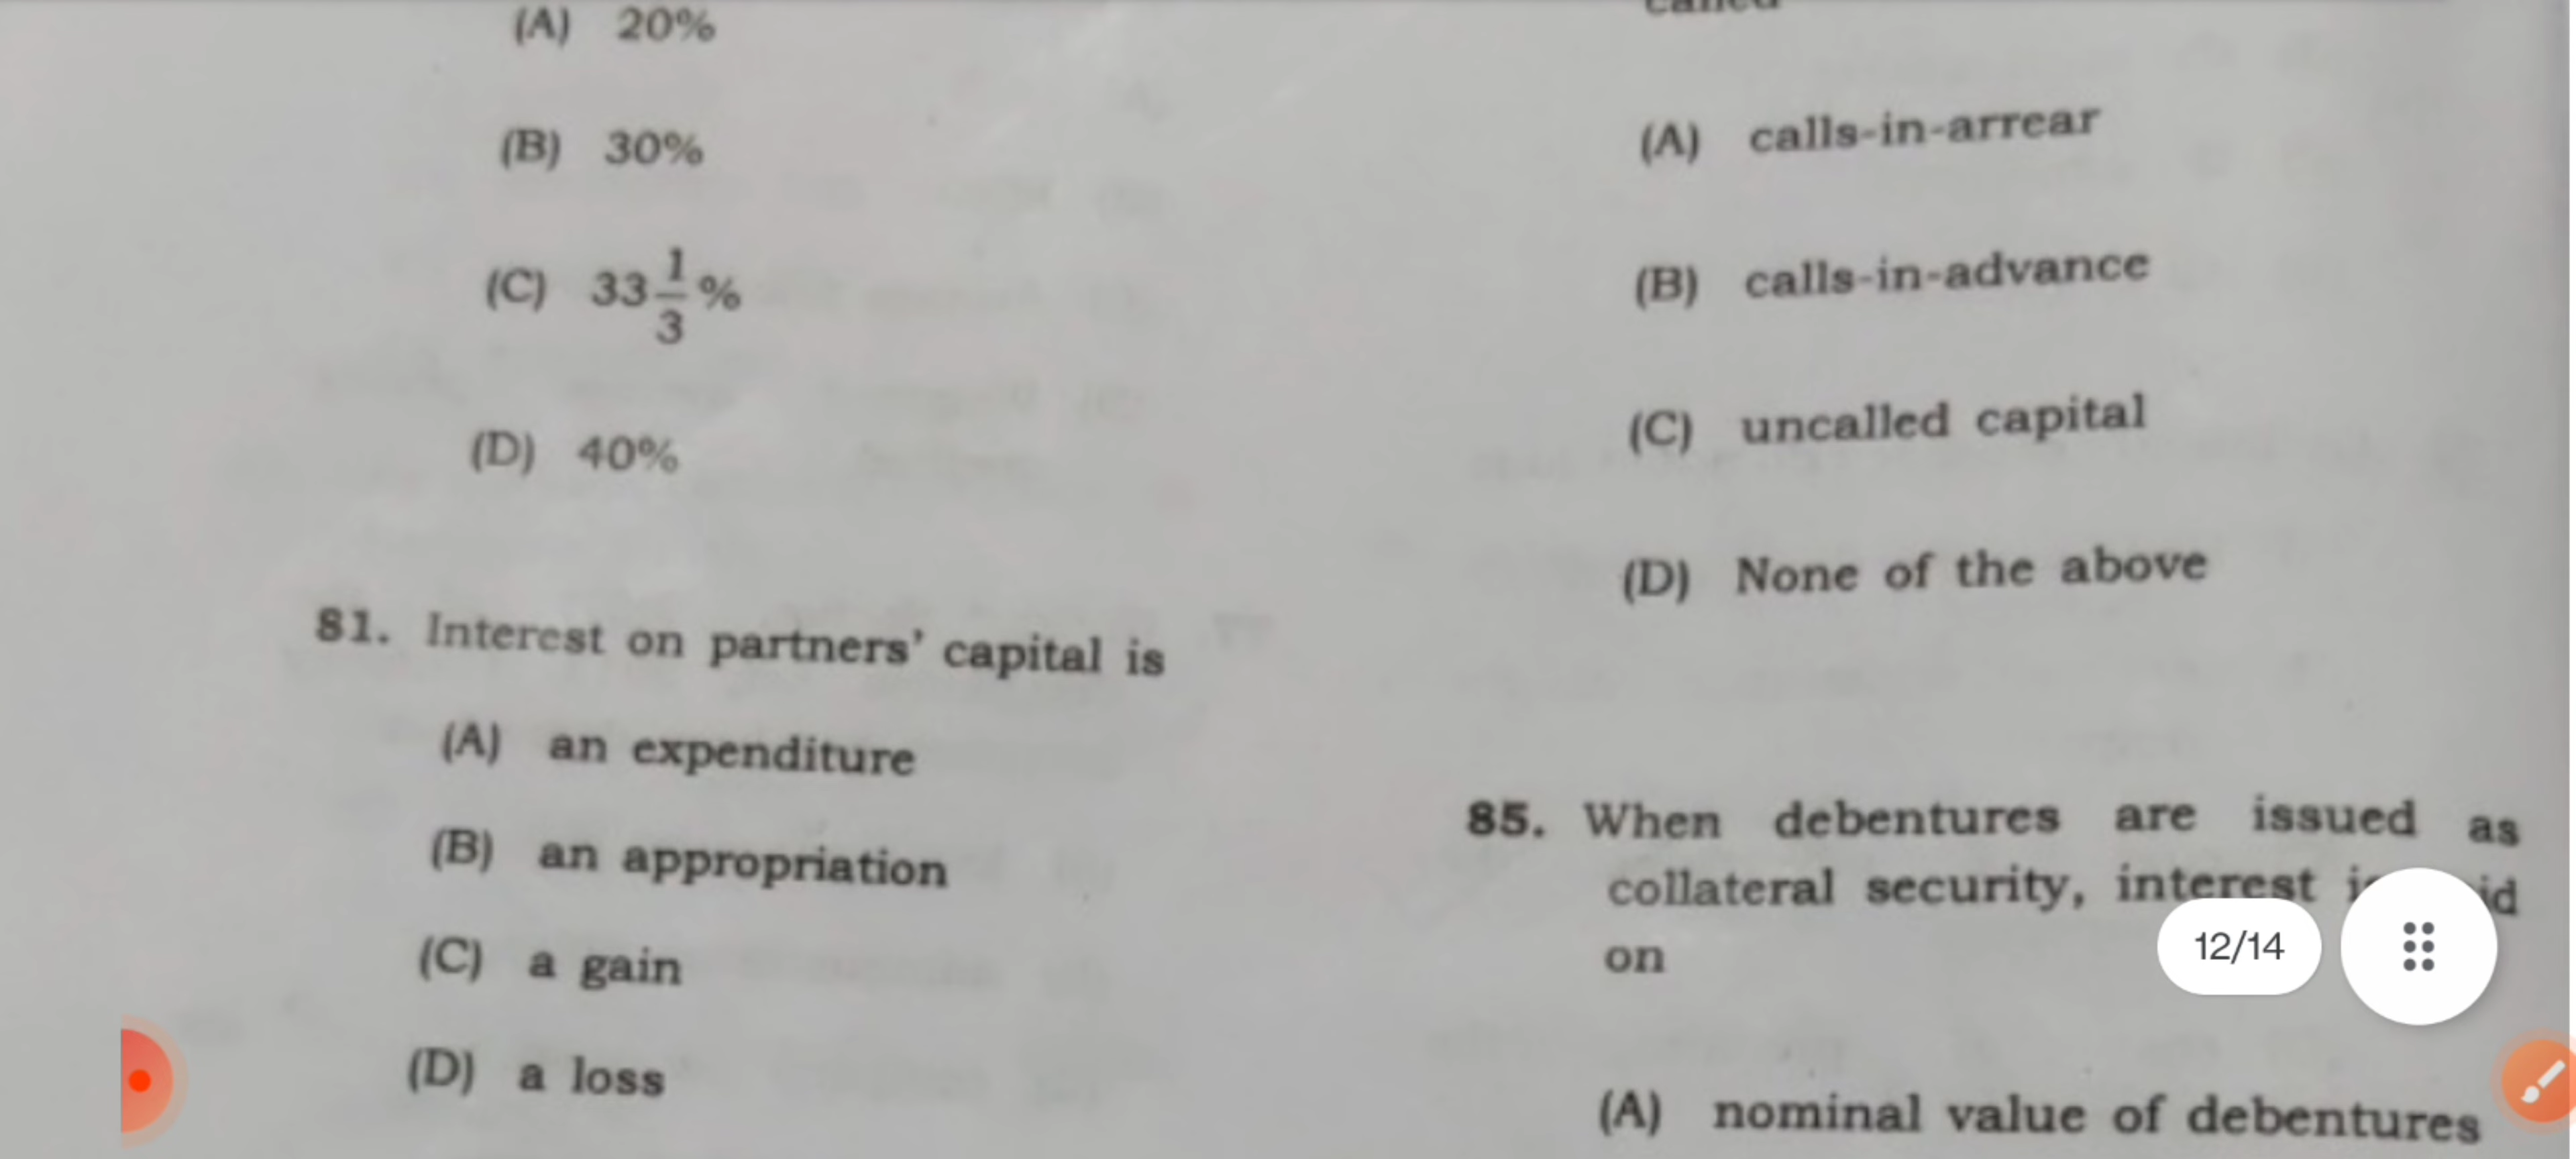 (A) 20%
(B) 30%
(C) 33 1/3 %
(D) 40%
81. Interest on partners' capital is
(A) an expenditure
(B) an appropriation
(C) a gain
(D) a loss
called
(A) calls-in-arrear
(B) calls-in-advance
(C) uncalled capital
(D) None of the above
85. When debentures are issued as
collateral security, interest
on
(A) nominal value of debentures
12/14